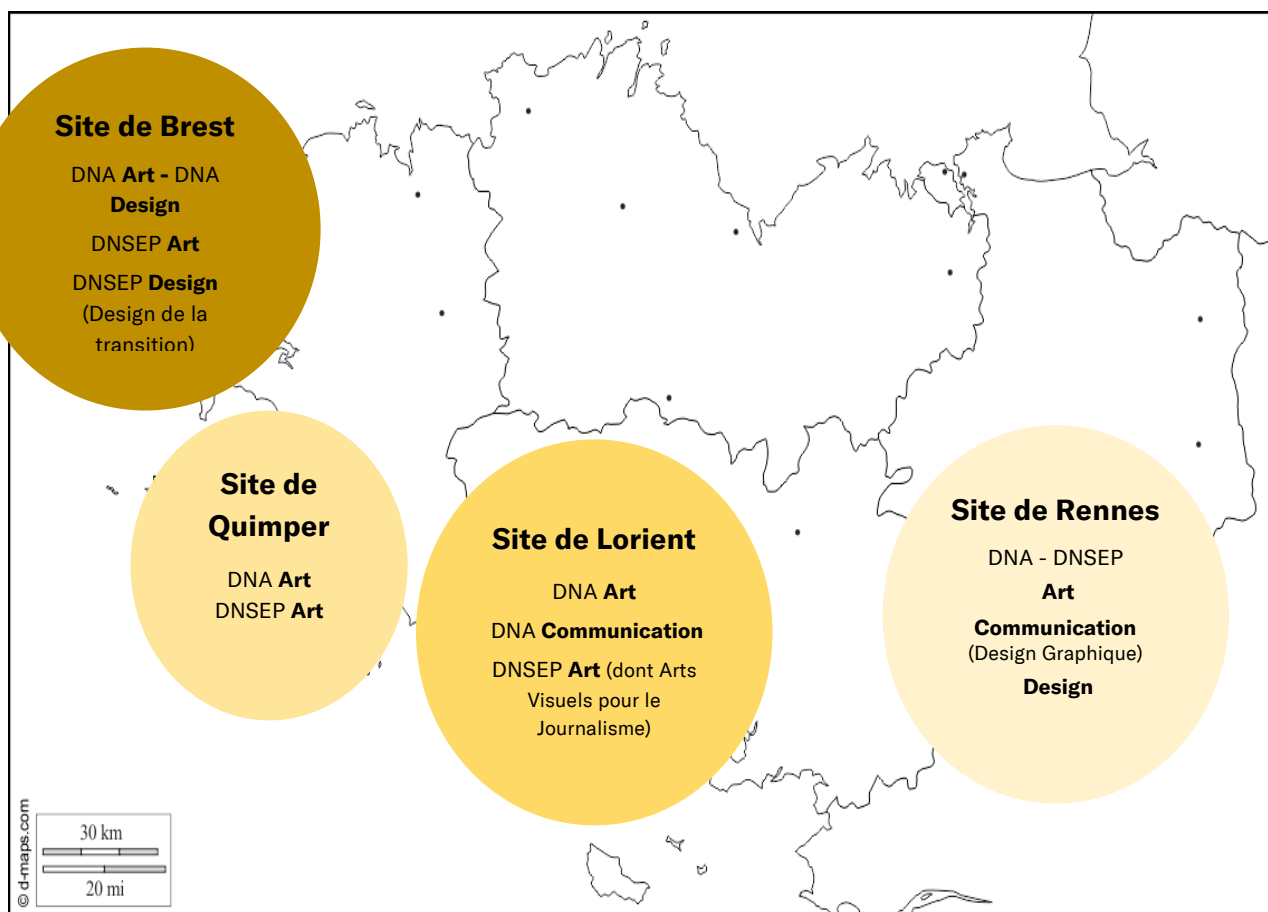 Site de Brest
DNA Art - DNA
Design
DNSEP Art
DNSEP Design
(Design de la
transition)
Site de
Quimper
DNA Art
DNSEP Art
Site de Lorient
DNA Art
DNA Communication
DNSEP Art (dont Arts
Visuels pour le
Journalisme)
Site de Rennes
DNA - DNSEP
Art
Communication
(Design Graphique)
Design
© d-maps.com
30 km
20 mi